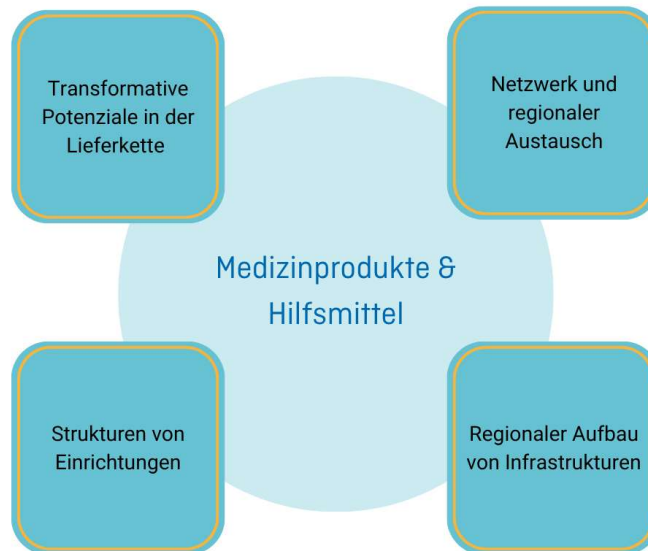 Transformative
Potenziale in der
Lieferkette
Netzwerk und
regionaler
Austausch
Medizinprodukte &
Hilfsmittel
Strukturen von
Einrichtungen
Regionaler Aufbau
von Infrastrukturen